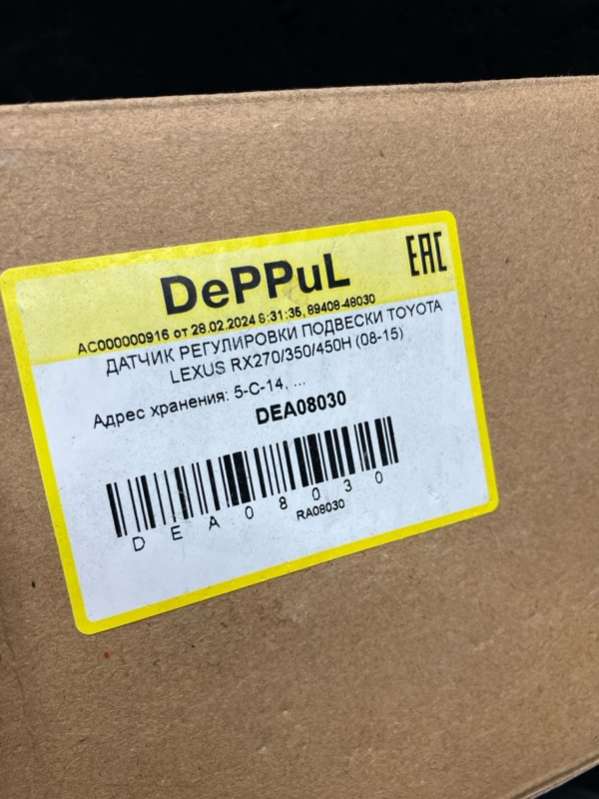 DePPuL
EAC
AC000000916 от 28.02.2024 8:31:35, 89408-48030
ДАТЧИК РЕГУЛИРОВКИ ПОДВЕСКИ TOYOTA
LEXUS RX270/350/450H (08-15)
Адрес хранения: 5-C-14, ...
DEA08030
D E A 0 8 0 3 0
RA08030